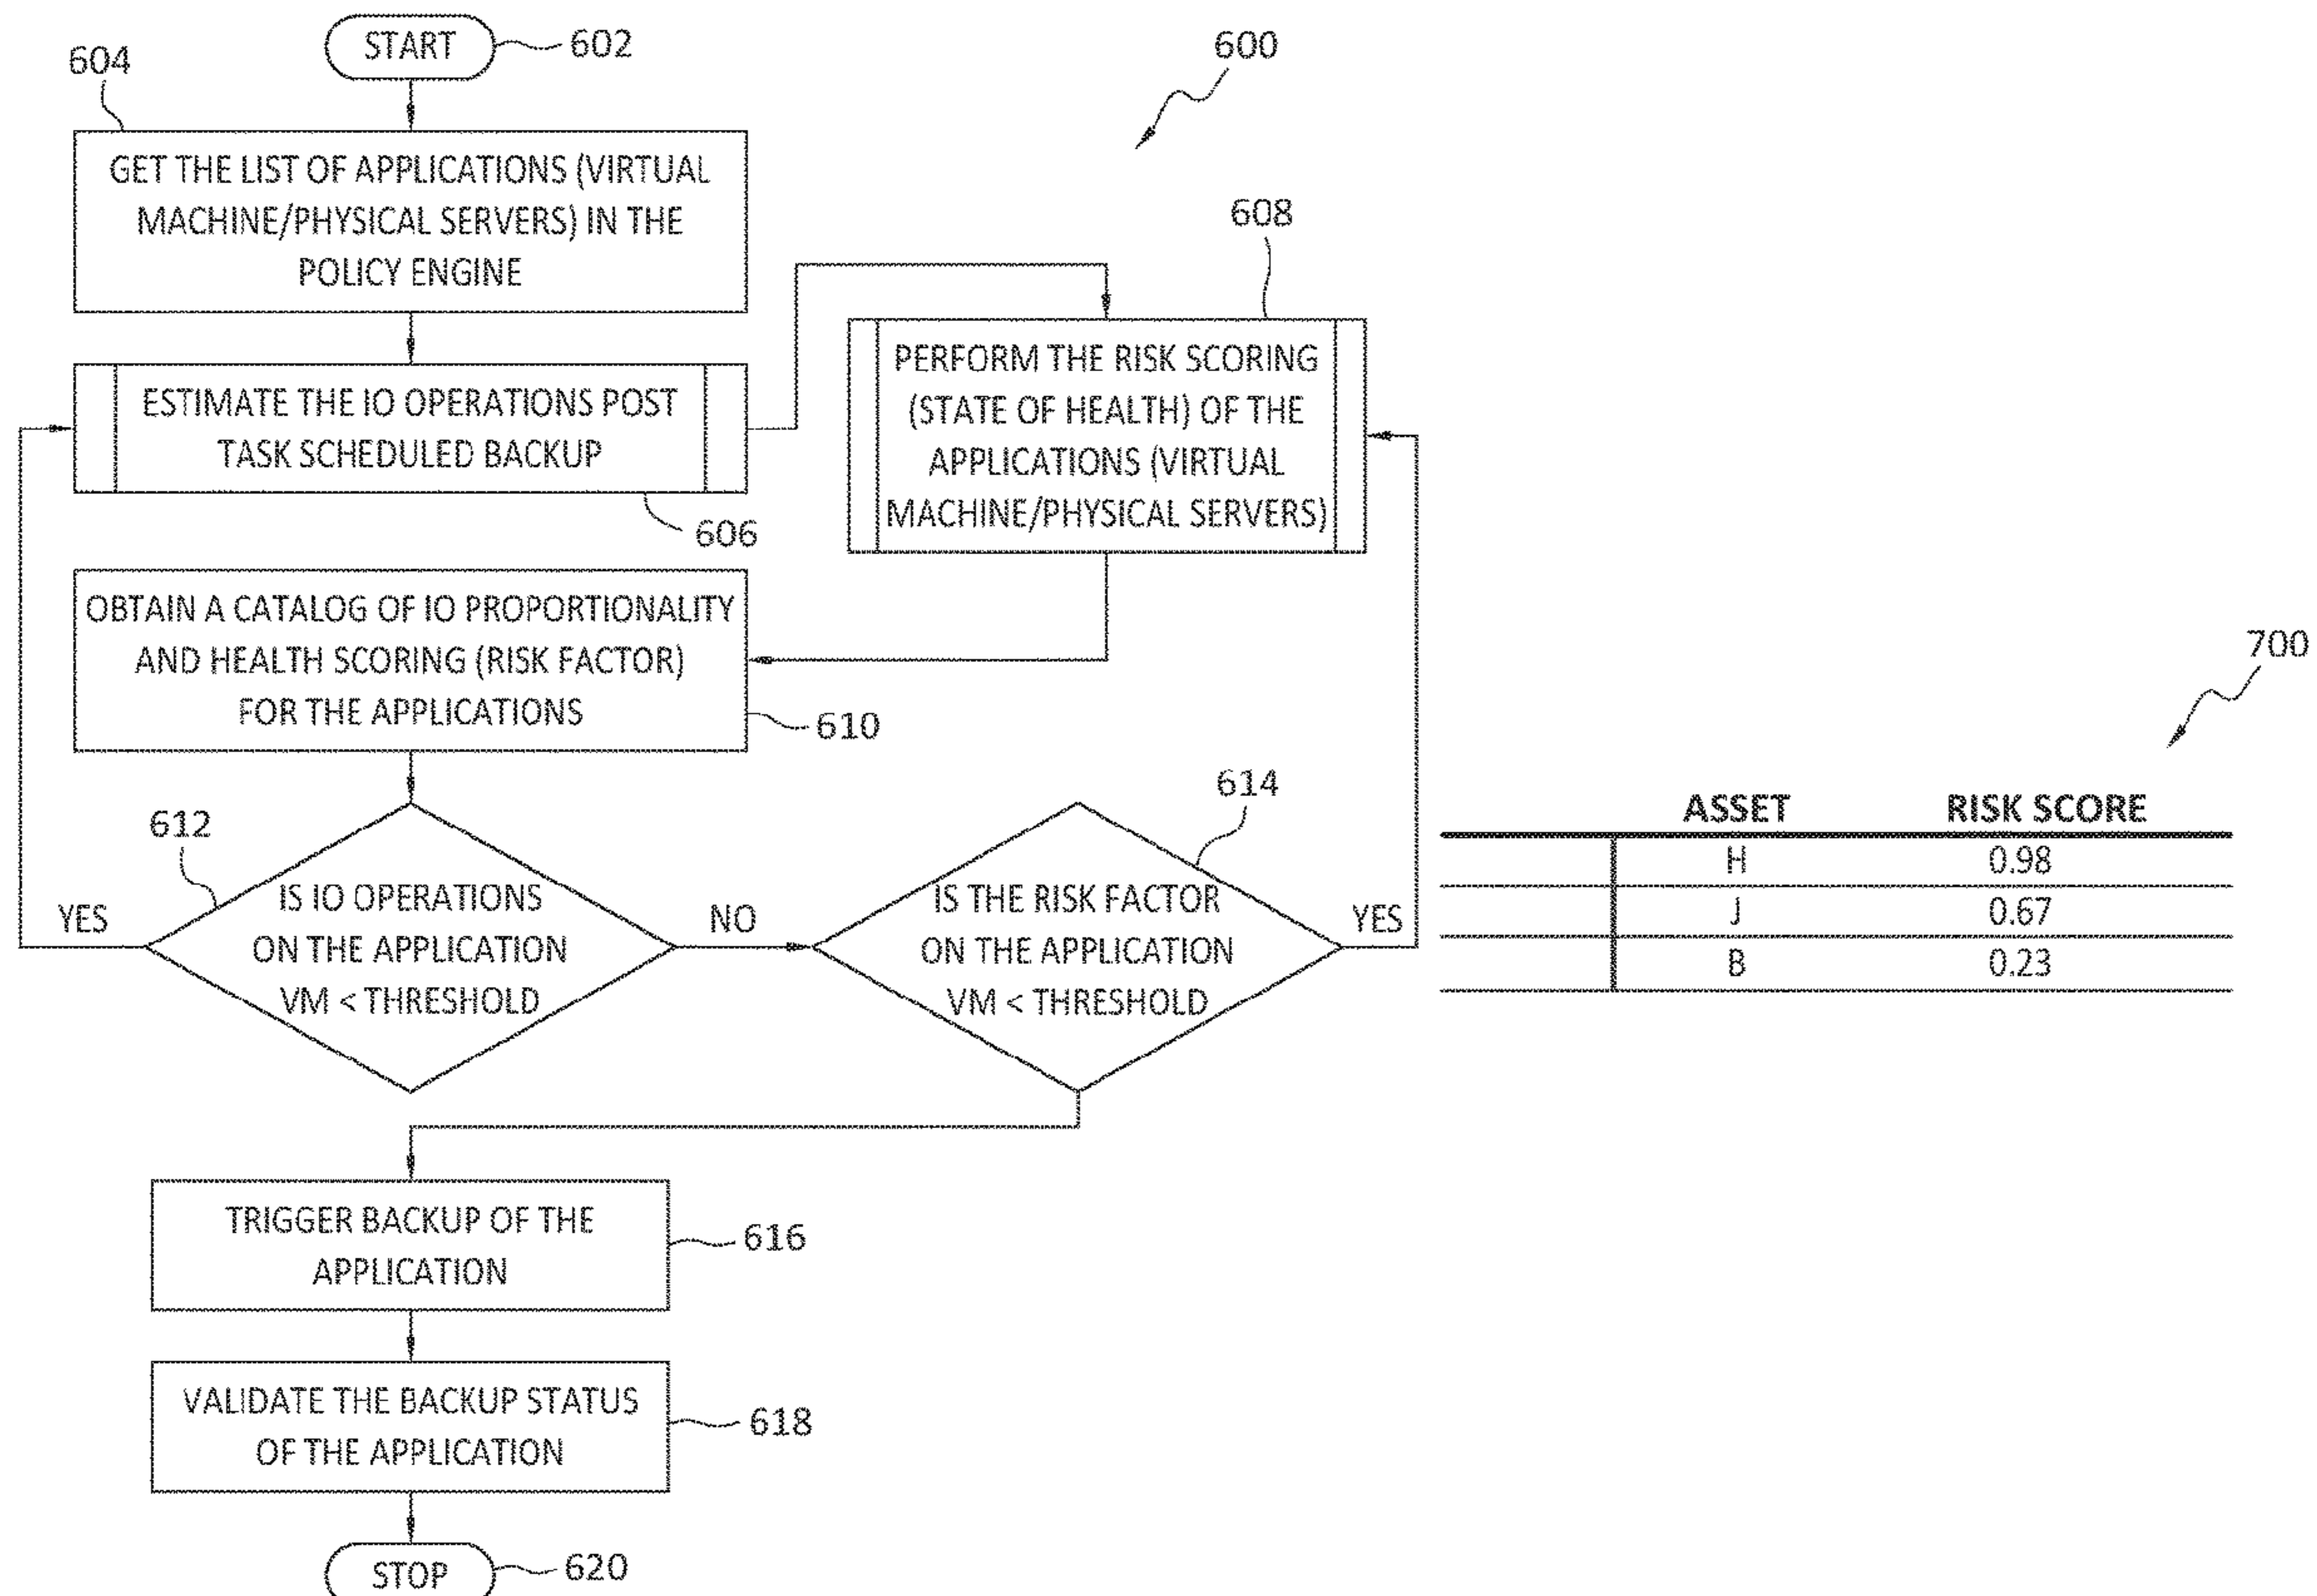 START
602
600
604
GET THE LIST OF APPLICATIONS (VIRTUAL
MACHINE/PHYSICAL SERVERS) IN THE
POLICY ENGINE
608
ESTIMATE THE IO OPERATIONS POST
TASK SCHEDULED BACKUP
606
PERFORM THE RISK SCORING
(STATE OF HEALTH) OF THE
APPLICATIONS (VIRTUAL
MACHINE/PHYSICAL SERVERS)
OBTAIN A CATALOG OF IO PROPORTIONALITY
AND HEALTH SCORING (RISK FACTOR)
FOR THE APPLICATIONS
610
612
YES
IS IO OPERATIONS
ON THE APPLICATION
VM < THRESHOLD
NO
614
IS THE RISK FACTOR
ON THE APPLICATION
VM < THRESHOLD
YES
700
ASSET RISK SCORE
H 0.98
J 0.67
B 0.23
TRIGGER BACKUP OF THE
APPLICATION
616
VALIDATE THE BACKUP STATUS
OF THE APPLICATION
618
STOP
620